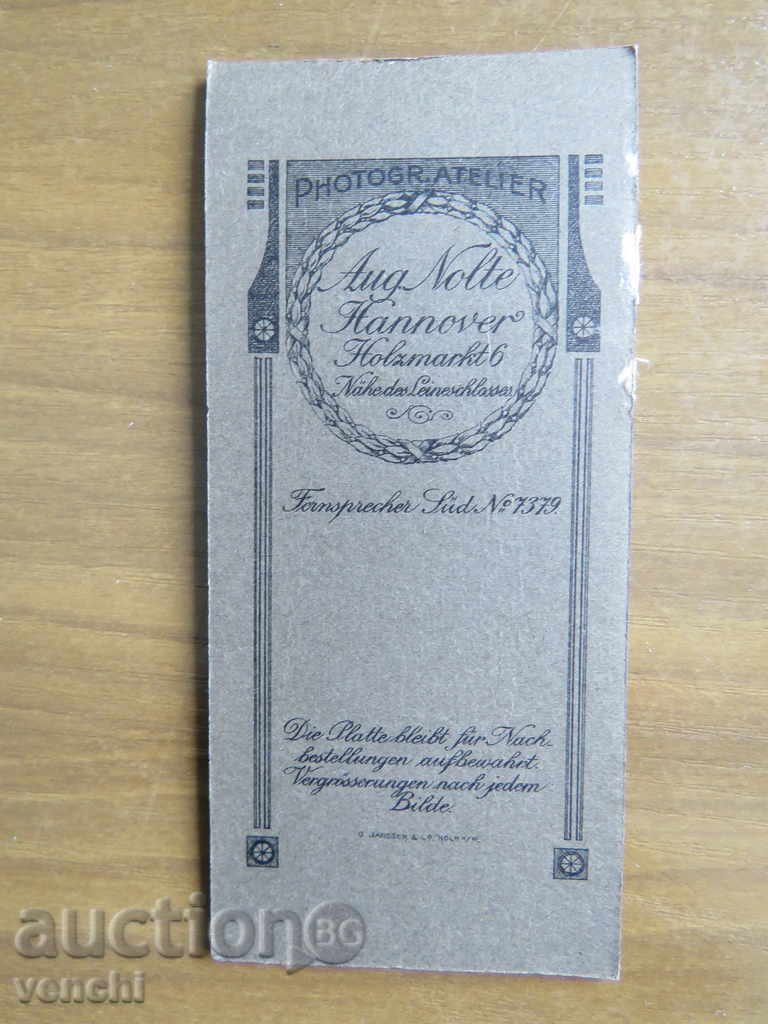 PHOTOGR. ATELIER
Aug Nolte
Hannover
Holzmarkt 6
Nähe des Leineschlosses
Fernsprecher Süd No 7379.
Die Platte bleibt für Nach-
bestellungen aufbewahrt.
Vergrösserungen nach jedem
Bilde.
auction BG
venchi